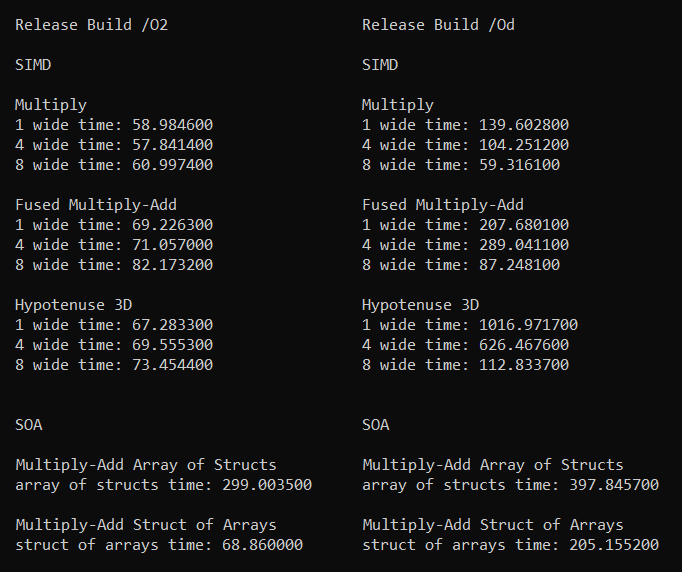 Release Build /O2
SIMD
Multiply
1 wide time: 58.984600
4 wide time: 57.841400
8 wide time: 60.997400
Fused Multiply-Add
1 wide time: 69.226300
4 wide time: 71.057000
8 wide time: 82.173200
Hypotenuse 3D
1 wide time: 67.283300
4 wide time: 69.555300
8 wide time: 73.454400
SOA
Multiply-Add Array of Structs
array of structs time: 299.003500
Multiply-Add Struct of Arrays
struct of arrays time: 68.860000
Release Build /Od
SIMD
Multiply
1 wide time: 139.602800
4 wide time: 104.251200
8 wide time: 59.316100
Fused Multiply-Add
1 wide time: 207.680100
4 wide time: 289.041100
8 wide time: 87.248100
Hypotenuse 3D
1 wide time: 1016.971700
4 wide time: 626.467600
8 wide time: 112.833700
SOA
Multiply-Add Array of Structs
array of structs time: 397.845700
Multiply-Add Struct of Arrays
struct of arrays time: 205.155200